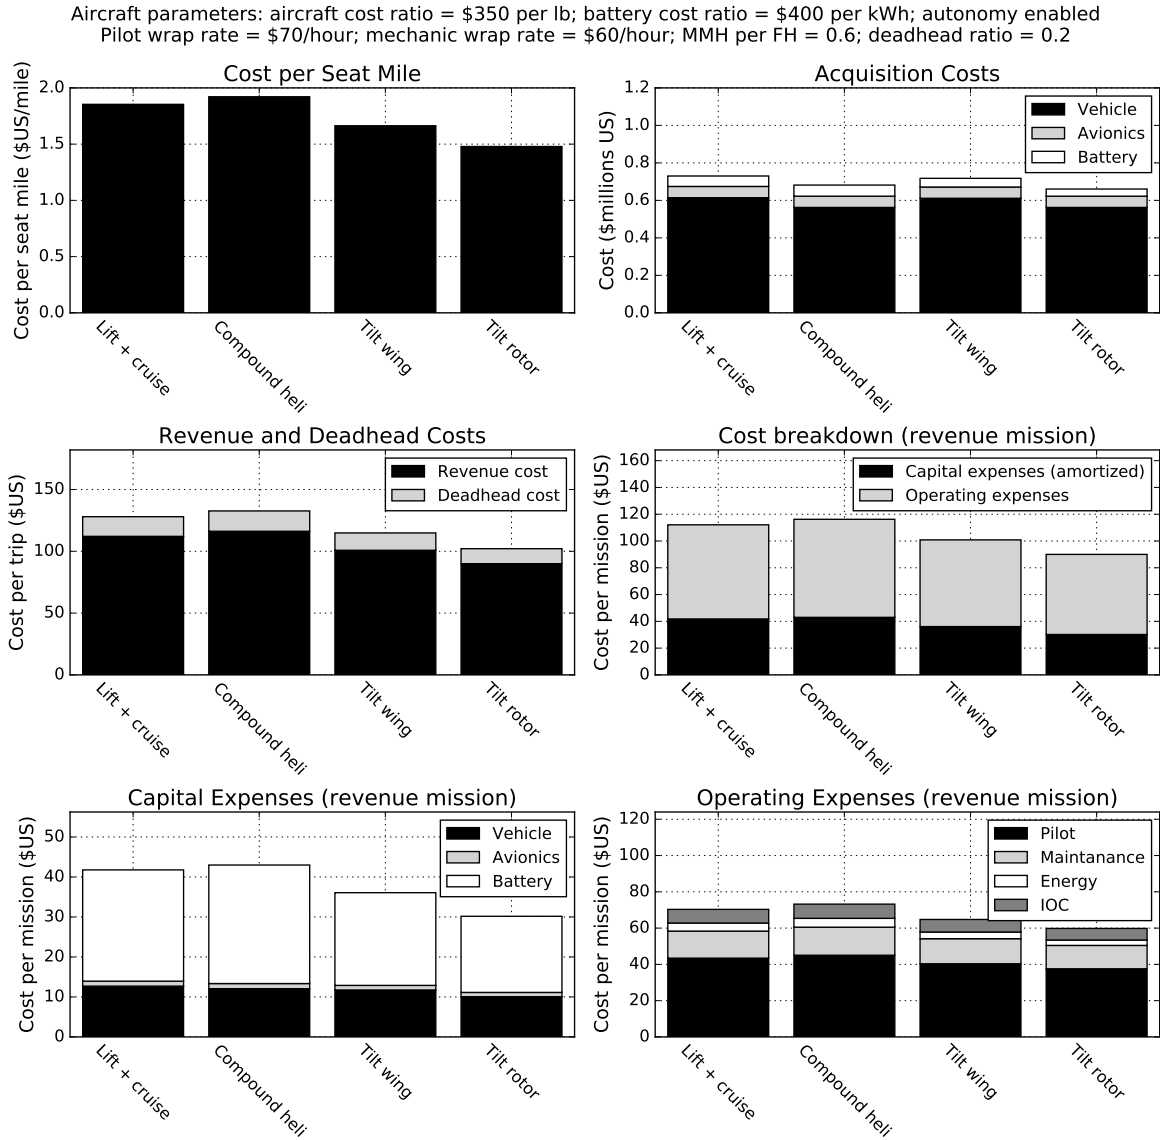 Aircraft parameters: aircraft cost ratio = $350 per lb; battery cost ratio = $400 per kWh; autonomy enabled
Pilot wrap rate = $70/hour; mechanic wrap rate = $60/hour; MMH per FH = 0.6; deadhead ratio = 0.2
Cost per Seat Mile
Cost per seat mile ($US/mile)
2.0
1.5
1.0
0.5
0.0
Lift + cruise
Compound heli
Tilt wing
Tilt rotor
Acquisition Costs
Cost ($millions US)
1.2
1.0
0.8
0.6
0.4
0.2
0.0
Vehicle
Avionics
Battery
Lift + cruise
Compound heli
Tilt wing
Tilt rotor
Revenue and Deadhead Costs
Cost per trip ($US)
150
100
50
0
Revenue cost
Deadhead cost
Lift + cruise
Compound heli
Tilt wing
Tilt rotor
Cost breakdown (revenue mission)
Cost per mission ($US)
160
140
120
100
80
60
40
20
0
Capital expenses (amortized)
Operating expenses
Lift + cruise
Compound heli
Tilt wing
Tilt rotor
Capital Expenses (revenue mission)
Cost per mission ($US)
50
40
30
20
10
0
Vehicle
Avionics
Battery
Lift + cruise
Compound heli
Tilt wing
Tilt rotor
Operating Expenses (revenue mission)
Cost per mission ($US)
120
100
80
60
40
20
0
Pilot
Maintanance
Energy
IOC
Lift + cruise
Compound heli
Tilt wing
Tilt rotor